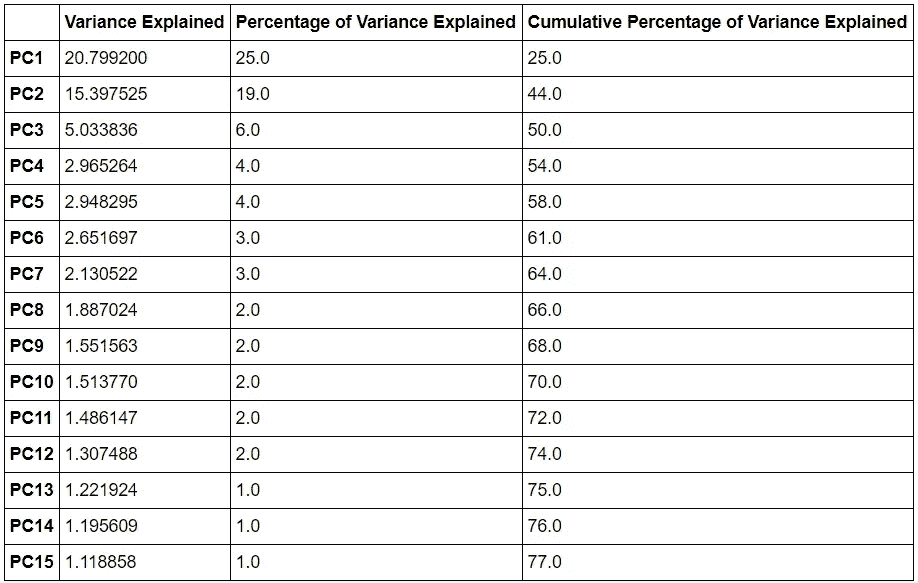 Variance Explained Percentage of Variance Explained Cumulative Percentage of Variance Explained
PC1 20.799200 25.0 25.0
PC2 15.397525 19.0 44.0
PC3 5.033836 6.0 50.0
PC4 2.965264 4.0 54.0
PC5 2.948295 4.0 58.0
PC6 2.651697 3.0 61.0
PC7 2.130522 3.0 64.0
PC8 1.887024 2.0 66.0
PC9 1.551563 2.0 68.0
PC10 1.513770 2.0 70.0
PC11 1.486147 2.0 72.0
PC12 1.307488 2.0 74.0
PC13 1.221924 1.0 75.0
PC14 1.195609 1.0 76.0
PC15 1.118858 1.0 77.0